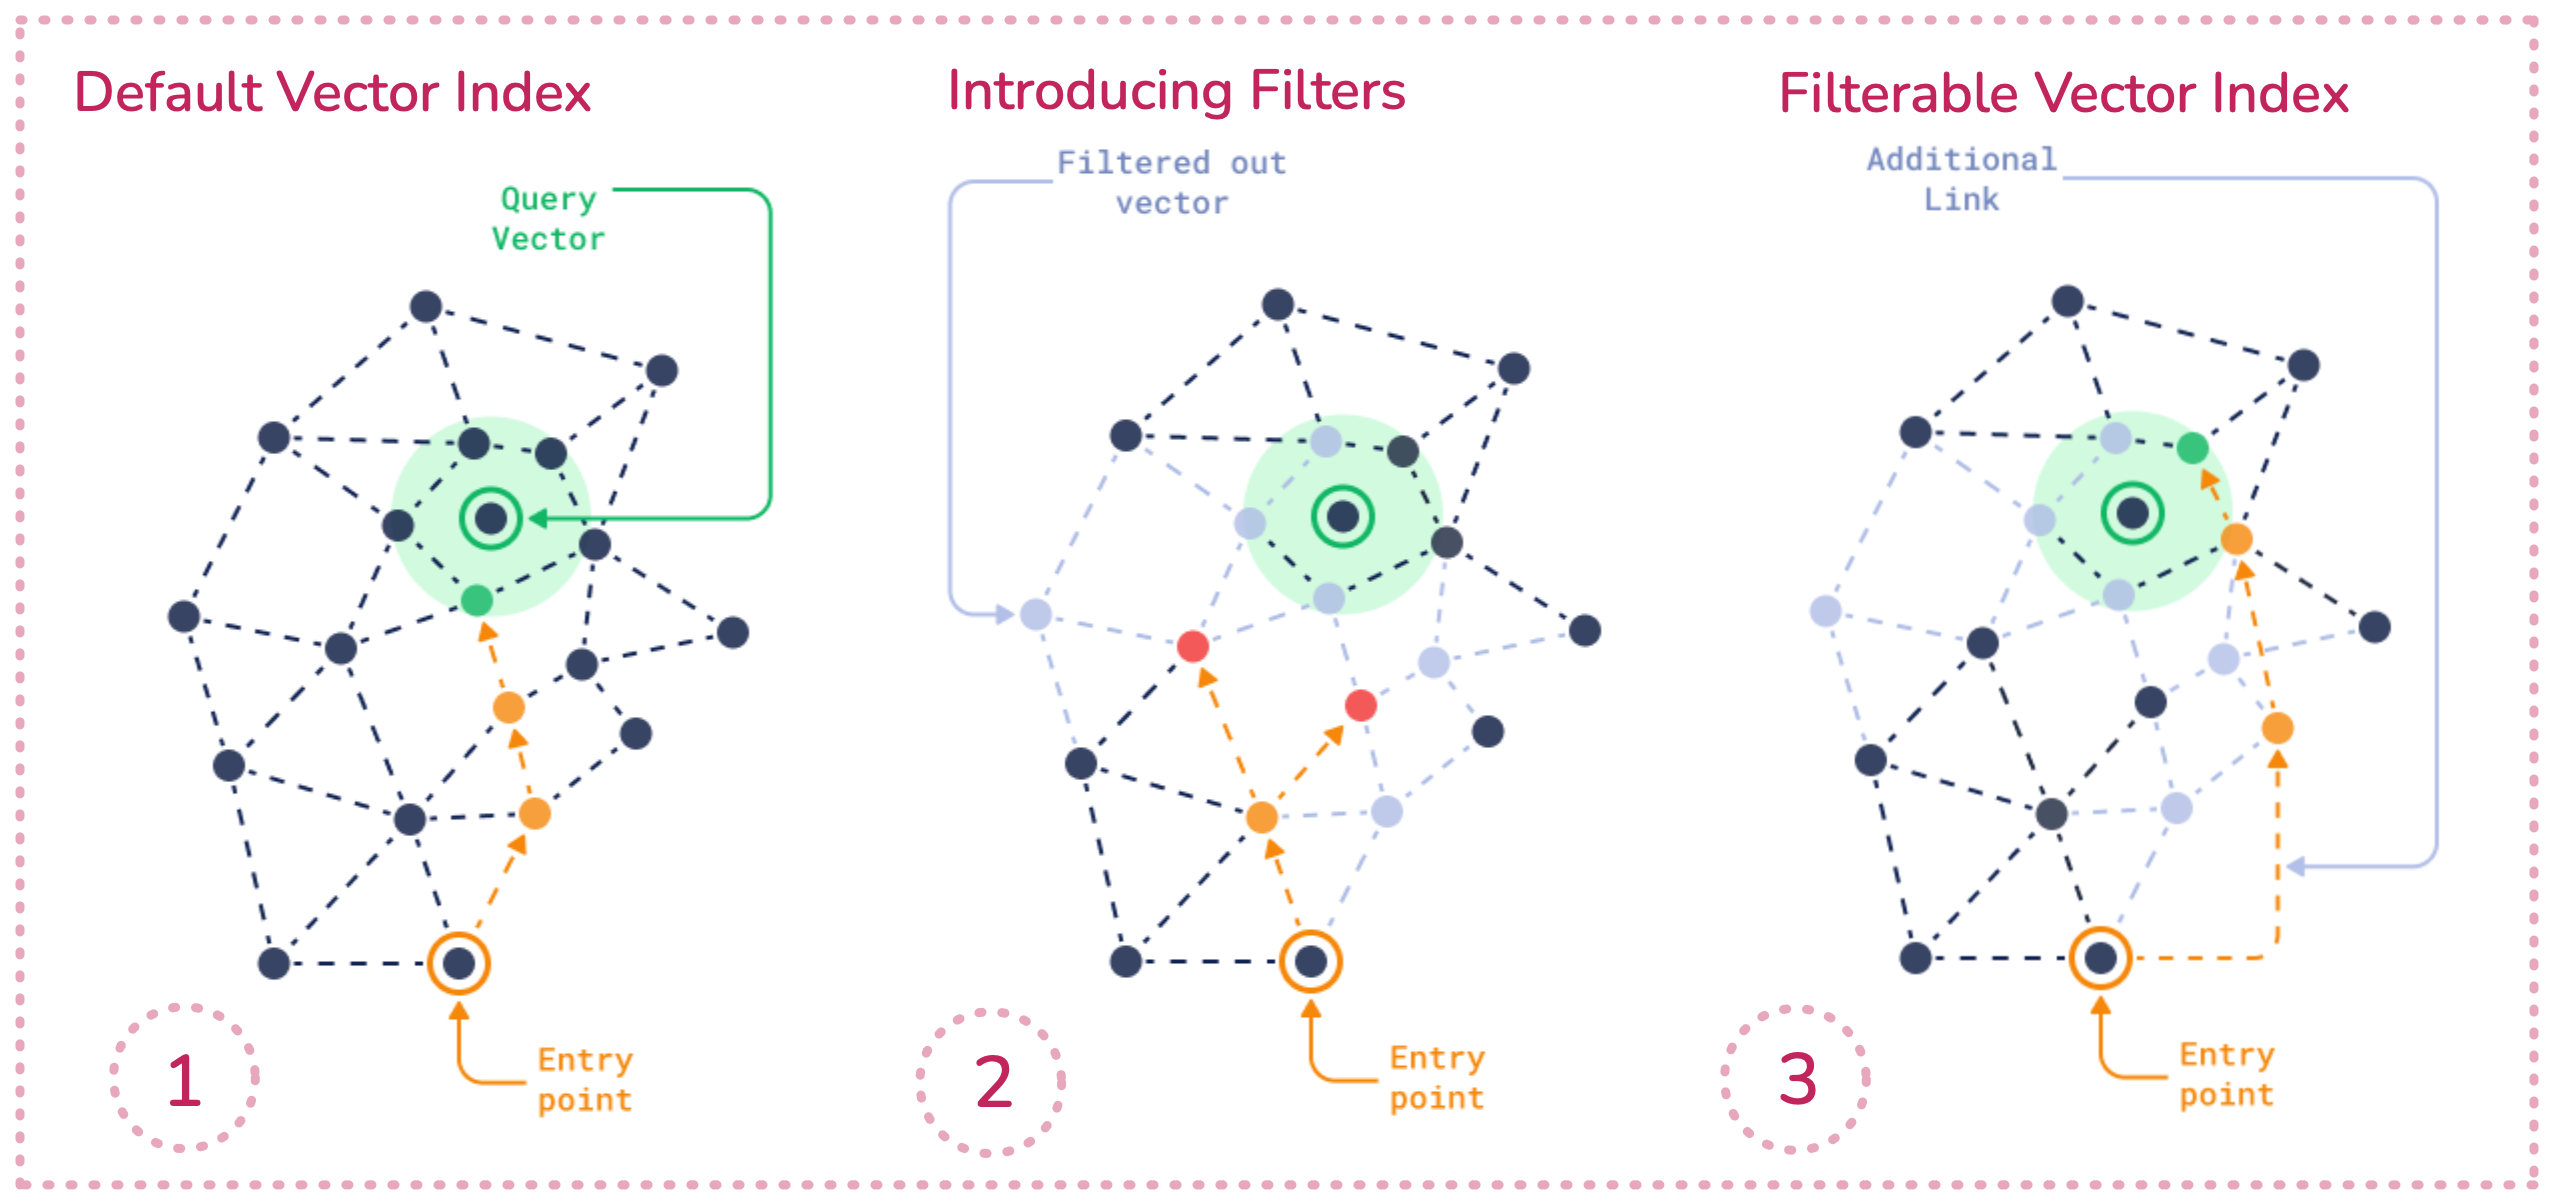 Default Vector Index
Query
Vector
Entry
point
1
Introducing Filters
Filtered out
vector
Entry
point
2
Filterable Vector Index
Additional
Link
Entry
point
3